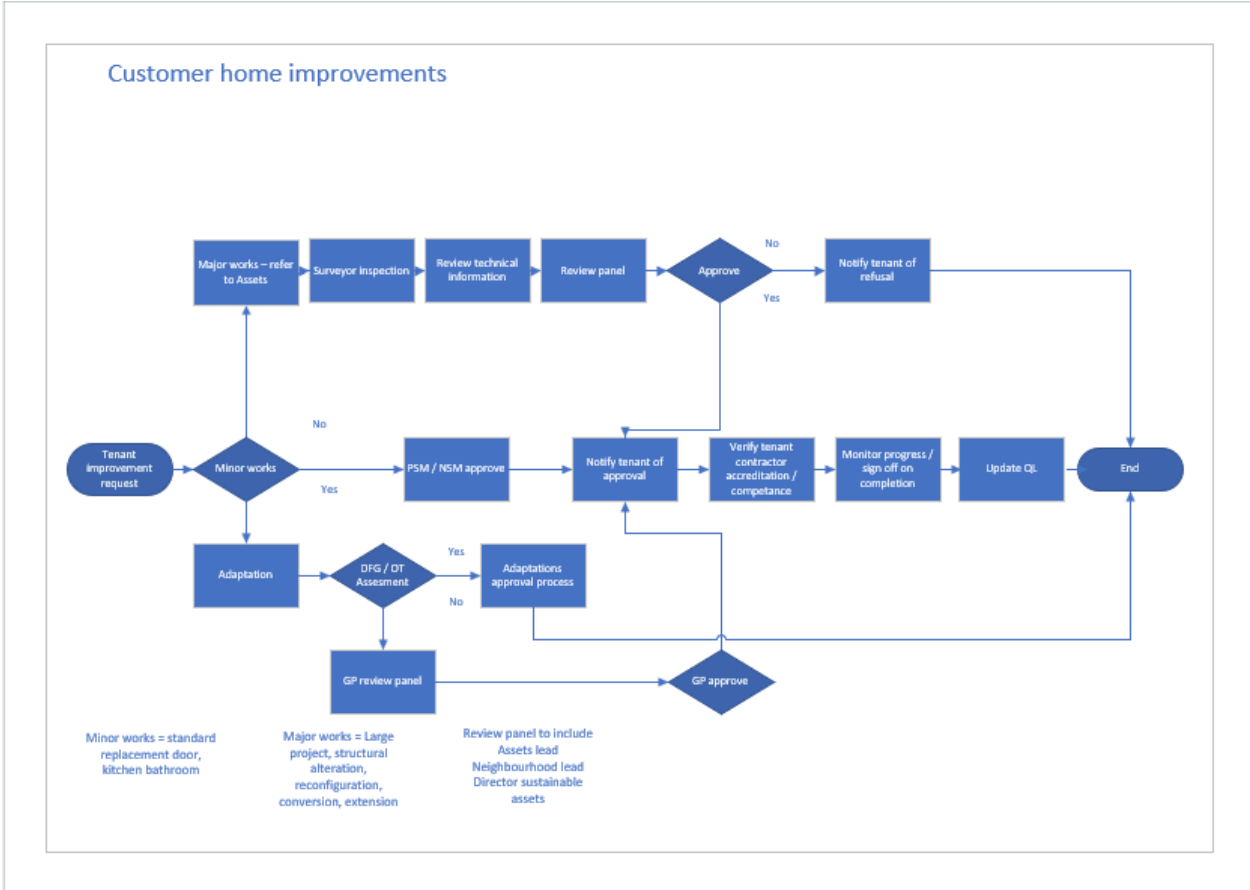 Customer home improvements
Major works – refer
to Assets
Surveyor inspection
Review technical
information
Review panel
Approve
No
Yes
Notify tenant of
refusal
Tenant
improvement
request
Minor works
No
Yes
PSM / NSM approve
Notify tenant of
approval
Verify tenant
contractor
accreditation /
competance
Monitor progress /
sign off on
completion
Update QL
End
Adaptation
DFG / OT
Assesment
Yes
No
Adaptations
approval process
GP review panel
GP approve
Minor works = standard
replacement door,
kitchen bathroom
Major works = Large
project, structural
alteration,
reconfiguration,
conversion, extension
Review panel to include
Assets lead
Neighbourhood lead
Director sustainable
assets